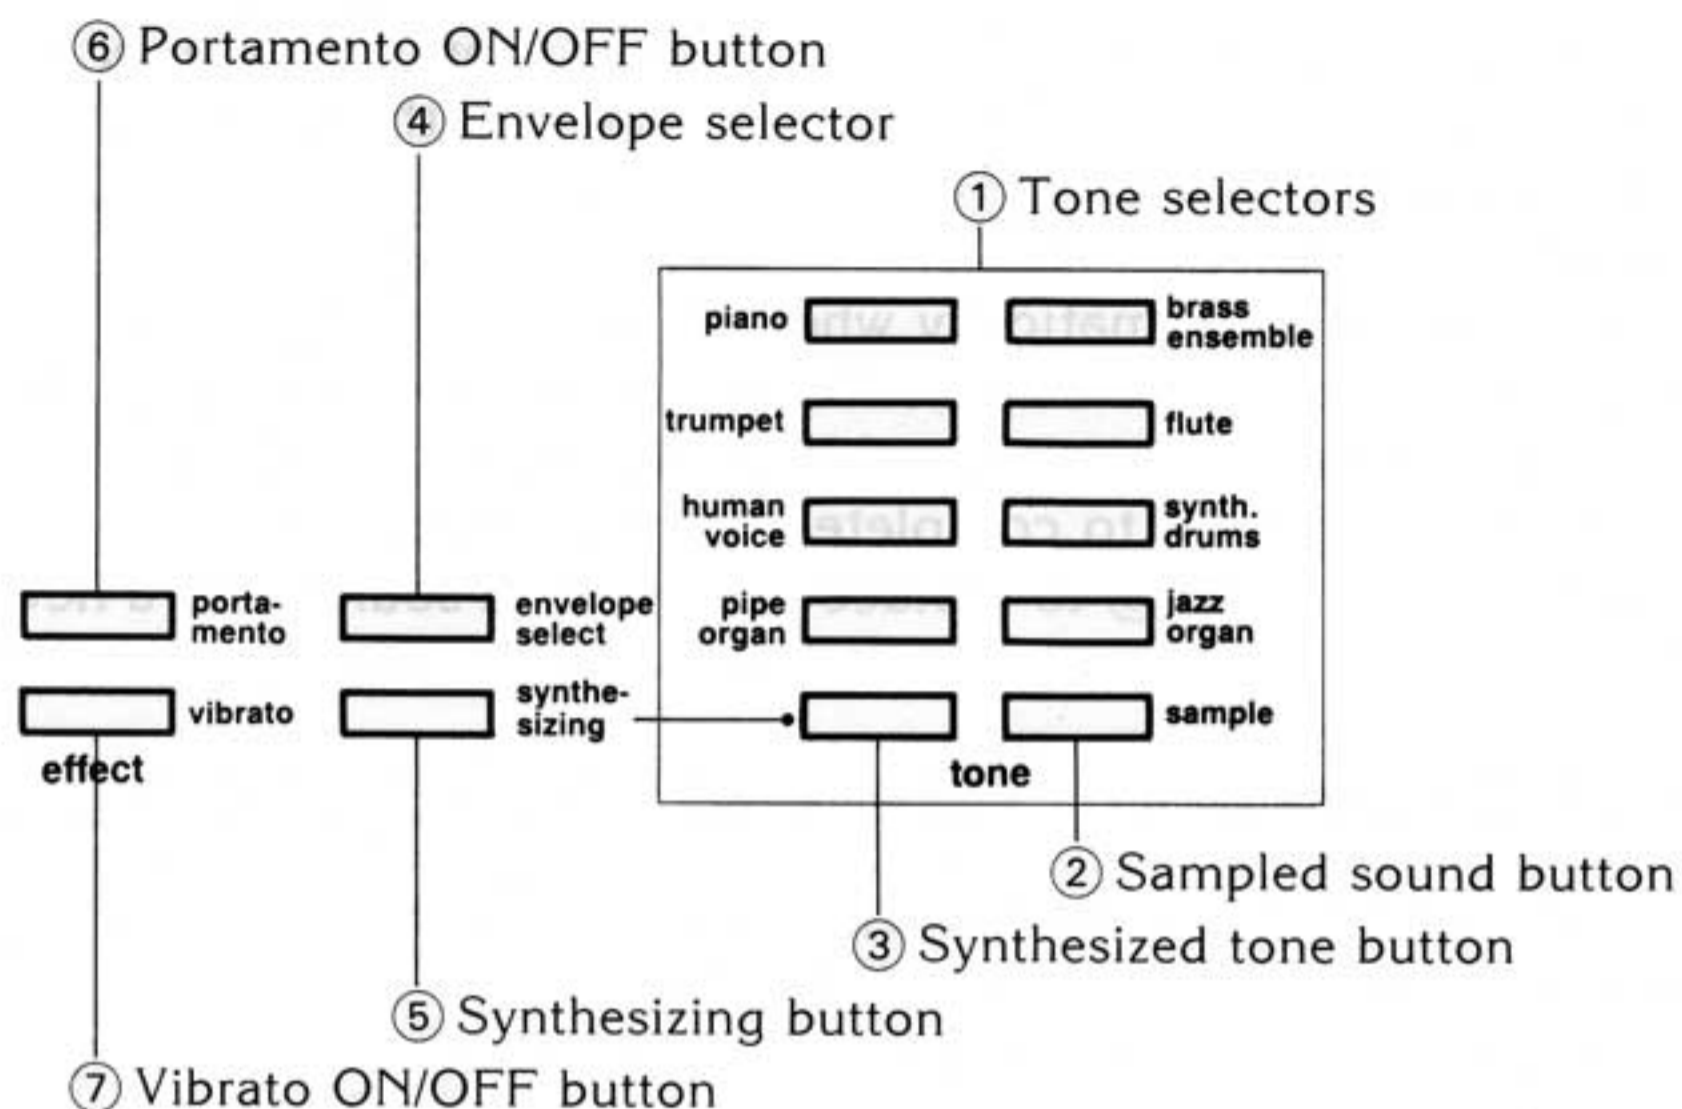 ⑥ Portamento ON/OFF button
④ Envelope selector
① Tone selectors
piano
brass
ensemble
trumpet
flute
human
voice
synth.
drums
pipe
organ
jazz
organ
porta-
mento
envelope
select
vibrato
synthe-
sizing
sample
effect
tone
② Sampled sound button
③ Synthesized tone button
⑤ Synthesizing button
⑦ Vibrato ON/OFF button